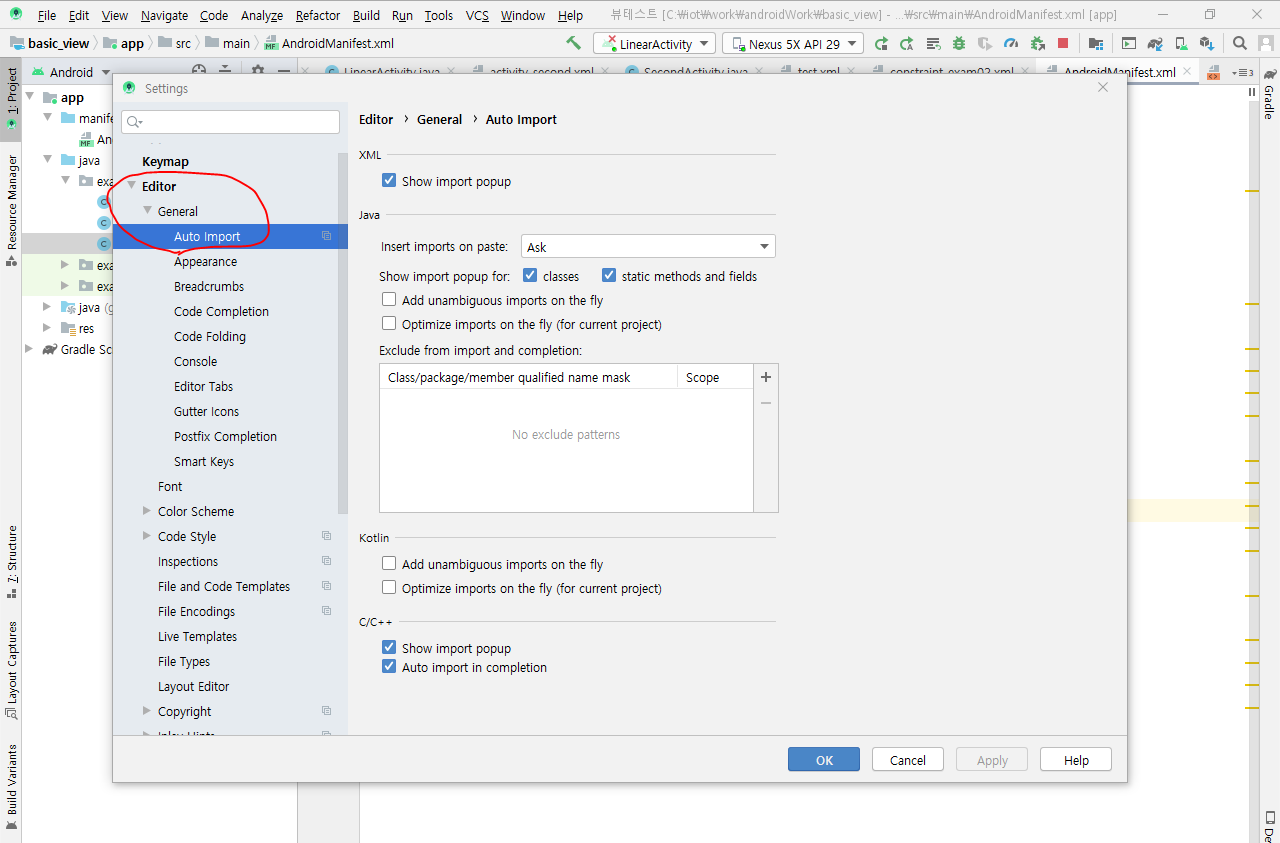 File Edit View Navigate Code Analyze Refactor Build Run Tools VCS Window Help 뷰테스트 [C:₩iot₩work₩androidWork₩basic_view] - ...₩src₩main₩AndroidManifest.xml [app]
basic_view app src main AndroidManifest.xml LinearActivity Nexus 5X API 29
Android LinearActivity.java activity_second.xml SecondActivity.java test.xml constraint_exam02.xml AndroidManifest.xml
1: Project
Resource Manager
7: Structure
Layout Captures
Build Variants
app
manife
An
java
exa
exa
exa
java (g
res
Gradle Sc
Settings
Keymap
Editor
General
Auto Import
Appearance
Breadcrumbs
Code Completion
Code Folding
Console
Editor Tabs
Gutter Icons
Postfix Completion
Smart Keys
Font
Color Scheme
Code Style
Inspections
File and Code Templates
File Encodings
Live Templates
File Types
Layout Editor
Copyright
Inlay Hints
Editor › General › Auto Import
XML
Show import popup
Java
Insert imports on paste: Ask
Show import popup for: classes static methods and fields
Add unambiguous imports on the fly
Optimize imports on the fly (for current project)
Exclude from import and completion:
Class/package/member qualified name mask Scope
No exclude patterns
Kotlin
Add unambiguous imports on the fly
Optimize imports on the fly (for current project)
C/C++
Show import popup
Auto import in completion
OK Cancel Apply Help
Gradle
De